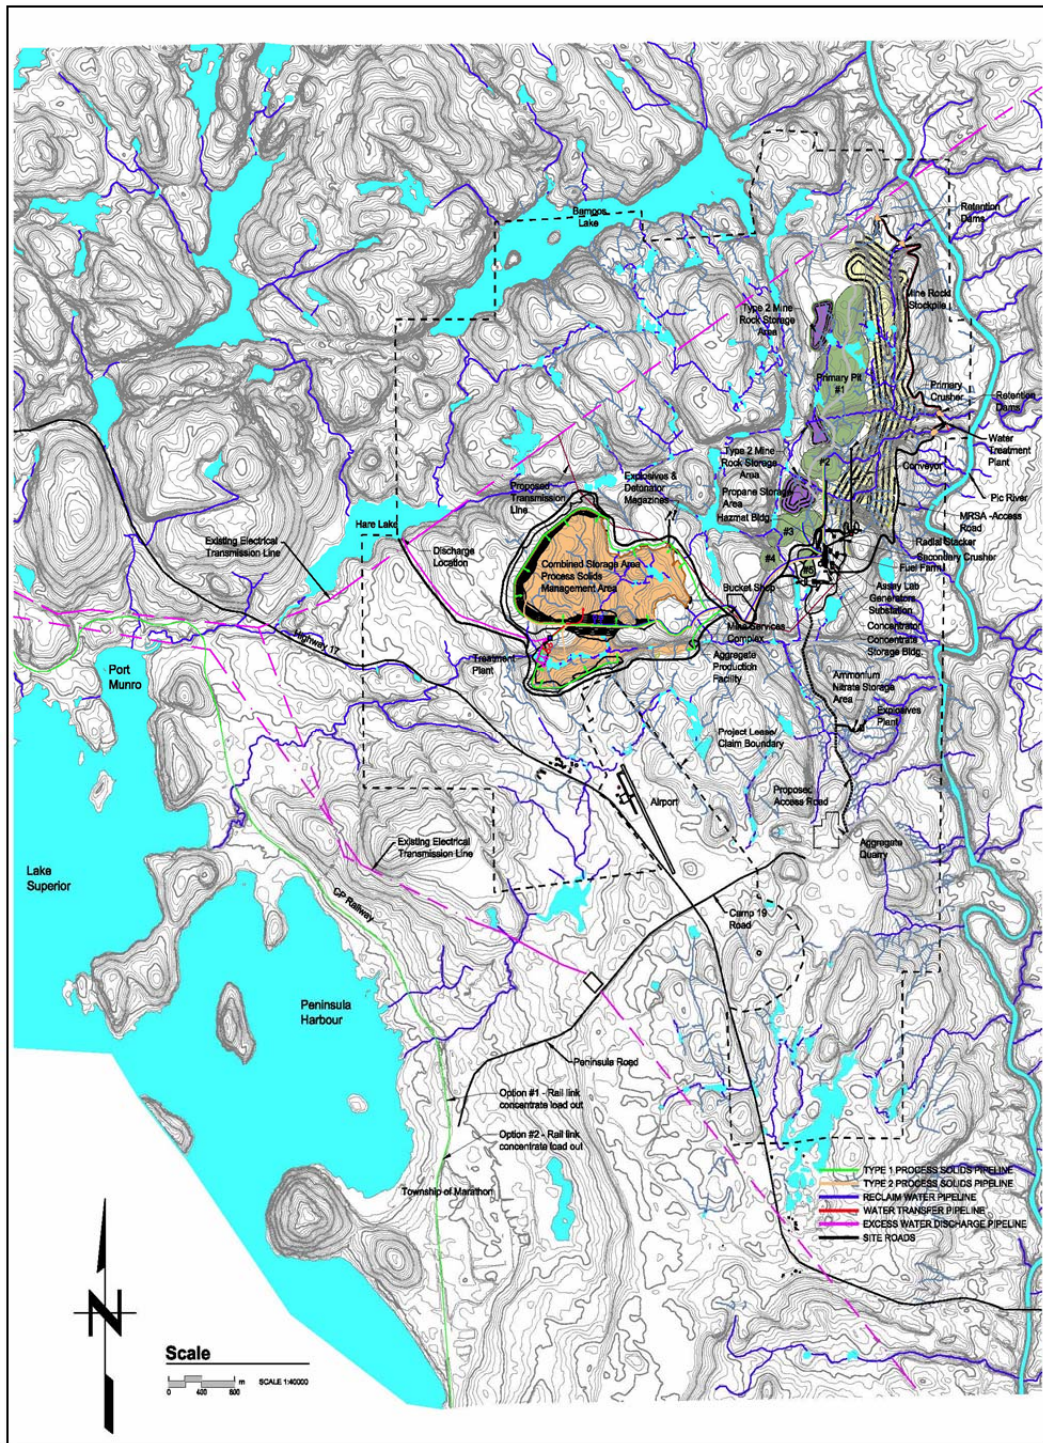 Bamoos
Lake
Retention
Dams
Mine Rock
Stockpile
Type 2 Mine
Rock Storage
Area
Primary Pit
#1
Primary
Crusher
Retention
Dams
Water
Treatment
Plant
Type 2 Mine
Rock Storage
Area
#2
Conveyor
Explosives &
Detonator
Magazines
Proposed
Transmission
Line
Propane Storage
Area
Pic River
MRSA -Access
Road
Hazmat Bldg.
Hare Lake
Existing Electrical
Transmission Line
Discharge
Location
#3
Radial Stacker
Secondary Crusher
#4
Fuel Farm
Combined Storage Area
Process Solids
Management Area
Bucket Shop
Assay Lab
Generators
Substation
Mine Services
Complex
Concentrator
Concentrate
Storage Bldg.
Highway 17
Port
Munro
Treatment
Plant
Aggregate
Production
Facility
Ammonium
Nitrate Storage
Area
Explosives
Plant
Project Lease/
Claim Boundary
Proposed
Access Road
Airport
Existing Electrical
Transmission Line
Aggregate
Quarry
Lake
Superior
CP Railway
Camp 19
Road
Peninsula
Harbour
Peninsula Road
Option #1 - Rail link
concentrate load out
Option #2 - Rail link
concentrate load out
Township of Marathon
TYPE 1 PROCESS SOLIDS PIPELINE
TYPE 2 PROCESS SOLIDS PIPELINE
RECLAIM WATER PIPELINE
WATER TRANSFER PIPELINE
EXCESS WATER DISCHARGE PIPELINE
SITE ROADS
N
Scale
0 400 800 m SCALE 1:40000